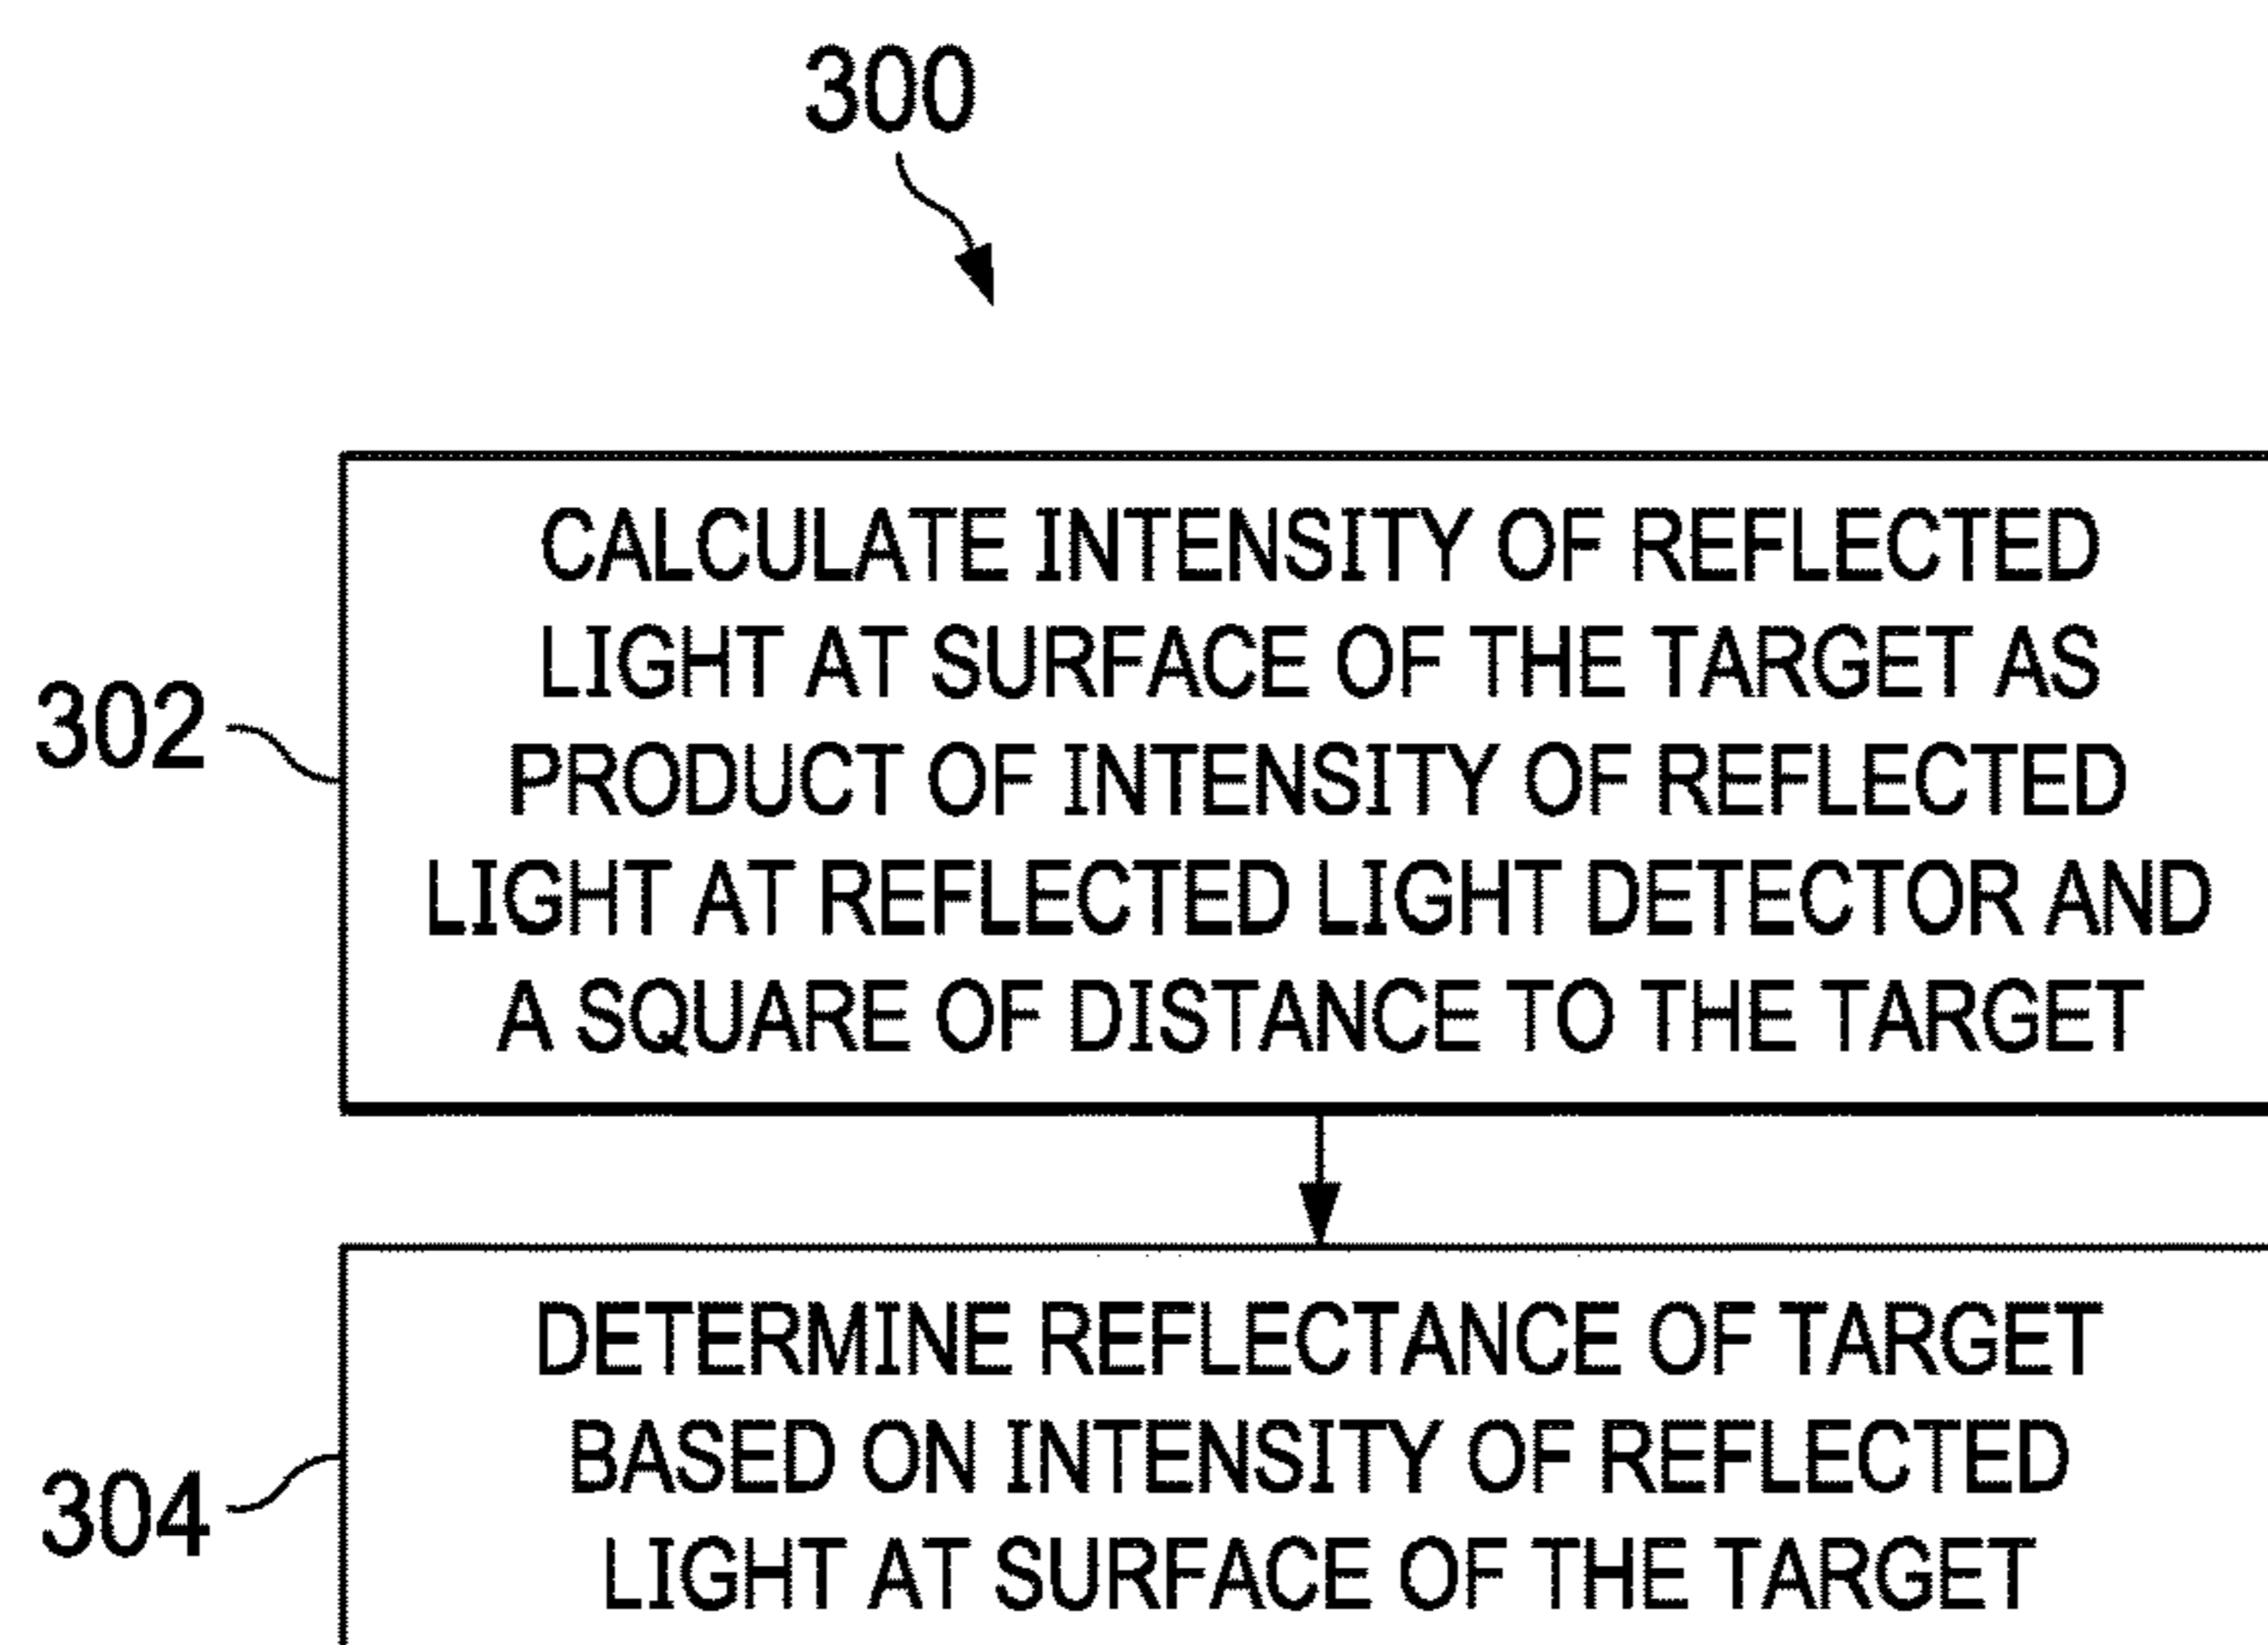 300
302
CALCULATE INTENSITY OF REFLECTED
LIGHT AT SURFACE OF THE TARGET AS
PRODUCT OF INTENSITY OF REFLECTED
LIGHT AT REFLECTED LIGHT DETECTOR AND
A SQUARE OF DISTANCE TO THE TARGET
304
DETERMINE REFLECTANCE OF TARGET
BASED ON INTENSITY OF REFLECTED
LIGHT AT SURFACE OF THE TARGET